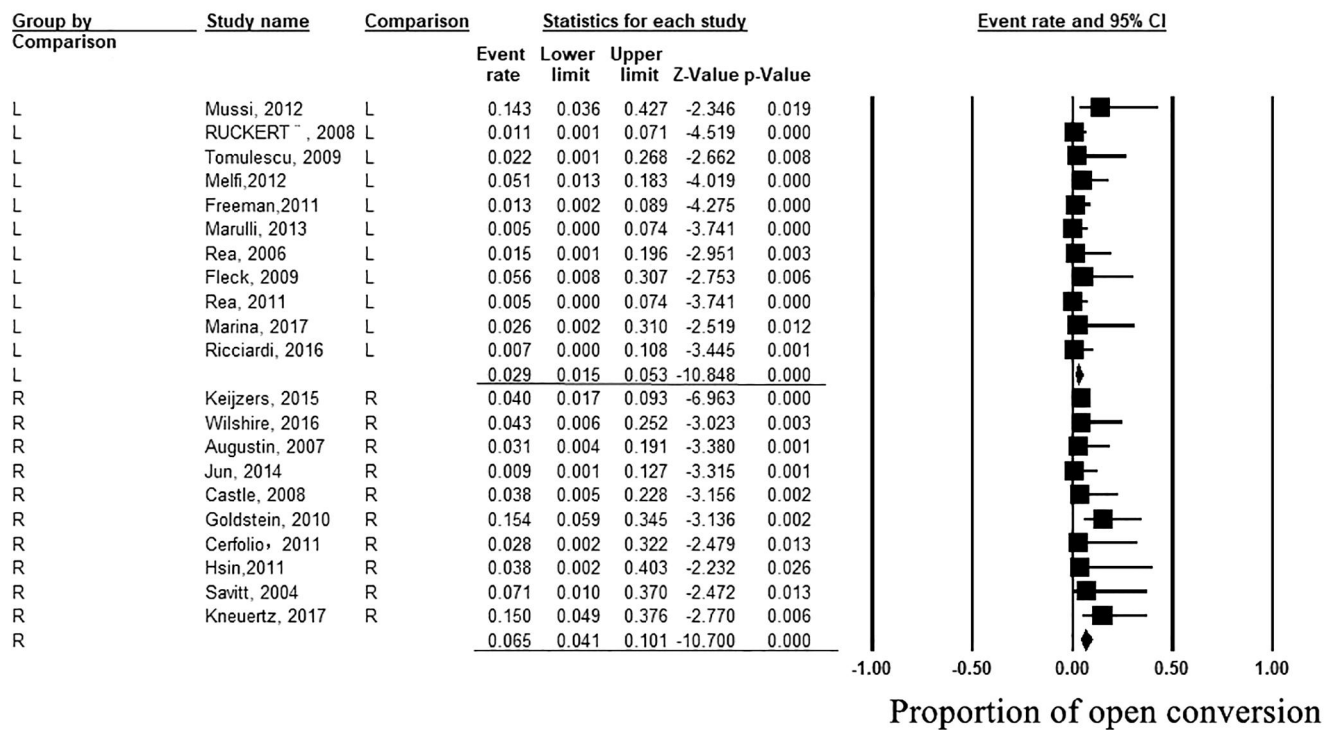 Group by Study name Comparison Statistics for each study Event rate and 95% CI
Comparison
Event Lower Upper
rate limit limit Z-Value p-Value
L Mussi, 2012 L 0.143 0.036 0.427 -2.346 0.019
L RUCKERT¨, 2008 L 0.011 0.001 0.071 -4.519 0.000
L Tomulescu, 2009 L 0.022 0.001 0.268 -2.662 0.008
L Melfi,2012 L 0.051 0.013 0.183 -4.019 0.000
L Freeman,2011 L 0.013 0.002 0.089 -4.275 0.000
L Marulli, 2013 L 0.005 0.000 0.074 -3.741 0.000
L Rea, 2006 L 0.015 0.001 0.196 -2.951 0.003
L Fleck, 2009 L 0.056 0.008 0.307 -2.753 0.006
L Rea, 2011 L 0.005 0.000 0.074 -3.741 0.000
L Marina, 2017 L 0.026 0.002 0.310 -2.519 0.012
L Ricciardi, 2016 L 0.007 0.000 0.108 -3.445 0.001
L 0.029 0.015 0.053 -10.848 0.000
R Keijzers, 2015 R 0.040 0.017 0.093 -6.963 0.000
R Wilshire, 2016 R 0.043 0.006 0.252 -3.023 0.003
R Augustin, 2007 R 0.031 0.004 0.191 -3.380 0.001
R Jun, 2014 R 0.009 0.001 0.127 -3.315 0.001
R Castle, 2008 R 0.038 0.005 0.228 -3.156 0.002
R Goldstein, 2010 R 0.154 0.059 0.345 -3.136 0.002
R Cerfolio，2011 R 0.028 0.002 0.322 -2.479 0.013
R Hsin,2011 R 0.038 0.002 0.403 -2.232 0.026
R Savitt, 2004 R 0.071 0.010 0.370 -2.472 0.013
R Kneuertz, 2017 R 0.150 0.049 0.376 -2.770 0.006
R 0.065 0.041 0.101 -10.700 0.000
-1.00 -0.50 0.00 0.50 1.00
Proportion of open conversion